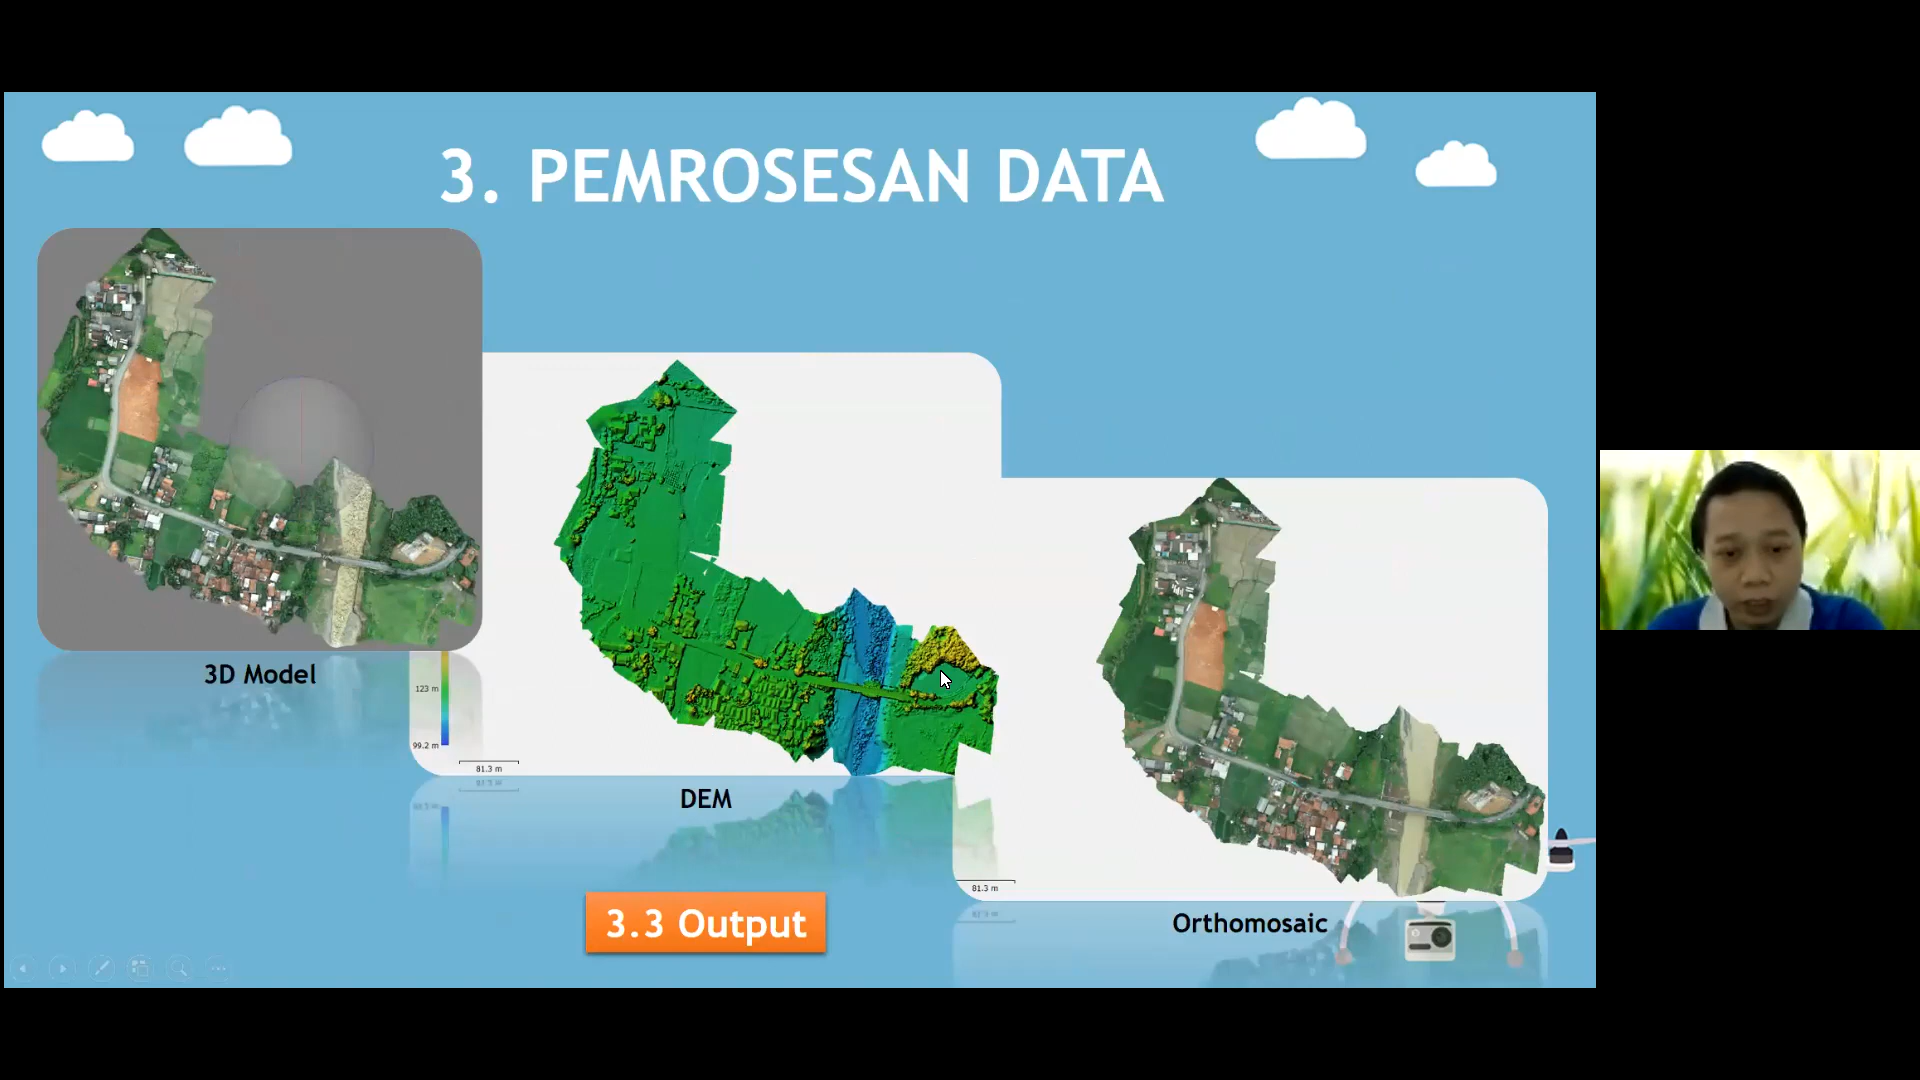 3. PEMROSESAN DATA
3D Model
123 m
99.2 m
81.3 m
DEM
81.3 m
3.3 Output
Orthomosaic